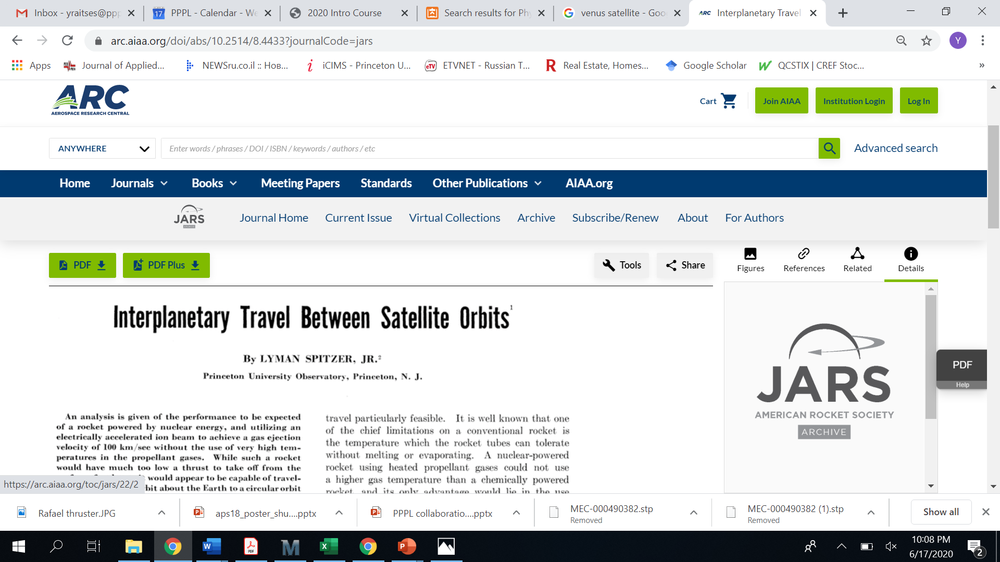 Inbox - yraitses@ppp
PPPL - Calendar - We
2020 Intro Course
Search results for Phy
venus satellite - Goo
Interplanetary Travel
arc.aiaa.org/doi/abs/10.2514/8.4433?journalCode=jars
Y
Apps
Journal of Applied...
NEWSru.co.il :: Нов...
iCIMS - Princeton U...
ETVNET - Russian T...
Real Estate, Homes...
Google Scholar
QCSTIX | CREF Stoc...
»
ARC
AEROSPACE RESEARCH CENTRAL
Cart
Join AIAA
Institution Login
Log In
ANYWHERE
Enter words / phrases / DOI / ISBN / keywords / authors / etc
Advanced search
Home
Journals
Books
Meeting Papers
Standards
Other Publications
AIAA.org
JARS
Journal Home
Current Issue
Virtual Collections
Archive
Subscribe/Renew
About
For Authors
PDF
PDF Plus
Tools
Share
Figures
References
Related
Details
Interplanetary Travel Between Satellite Orbits¹
By LYMAN SPITZER, JR.²
Princeton University Observatory, Princeton, N. J.
An analysis is given of the performance to be expected
of a rocket powered by nuclear energy, and utilizing an
electrically accelerated ion beam to achieve a gas ejection
velocity of 100 km/sec without the use of very high tem-
peratures in the propellant gases. While such a rocket
would have much too low a thrust to take off from the
would appear to be capable of travel-
bit about the Earth to a circular orbit
travel particularly feasible. It is well known that one
of the chief limitations on a conventional rocket is
the temperature which the rocket tubes can tolerate
without melting or evaporating. A nuclear-powered
rocket using heated propellant gases could not use
a higher gas temperature than a chemically powered
rocket, and its only advantage would lie in the use
JARS
AMERICAN ROCKET SOCIETY
ARCHIVE
PDF
Help
https://arc.aiaa.org/toc/jars/22/2
Rafael thruster.JPG
aps18_poster_shu....pptx
PPPL collaboratio....pptx
MEC-000490382.stp
Removed
MEC-000490382 (1).stp
Removed
Show all
10:08 PM
6/17/2020
2